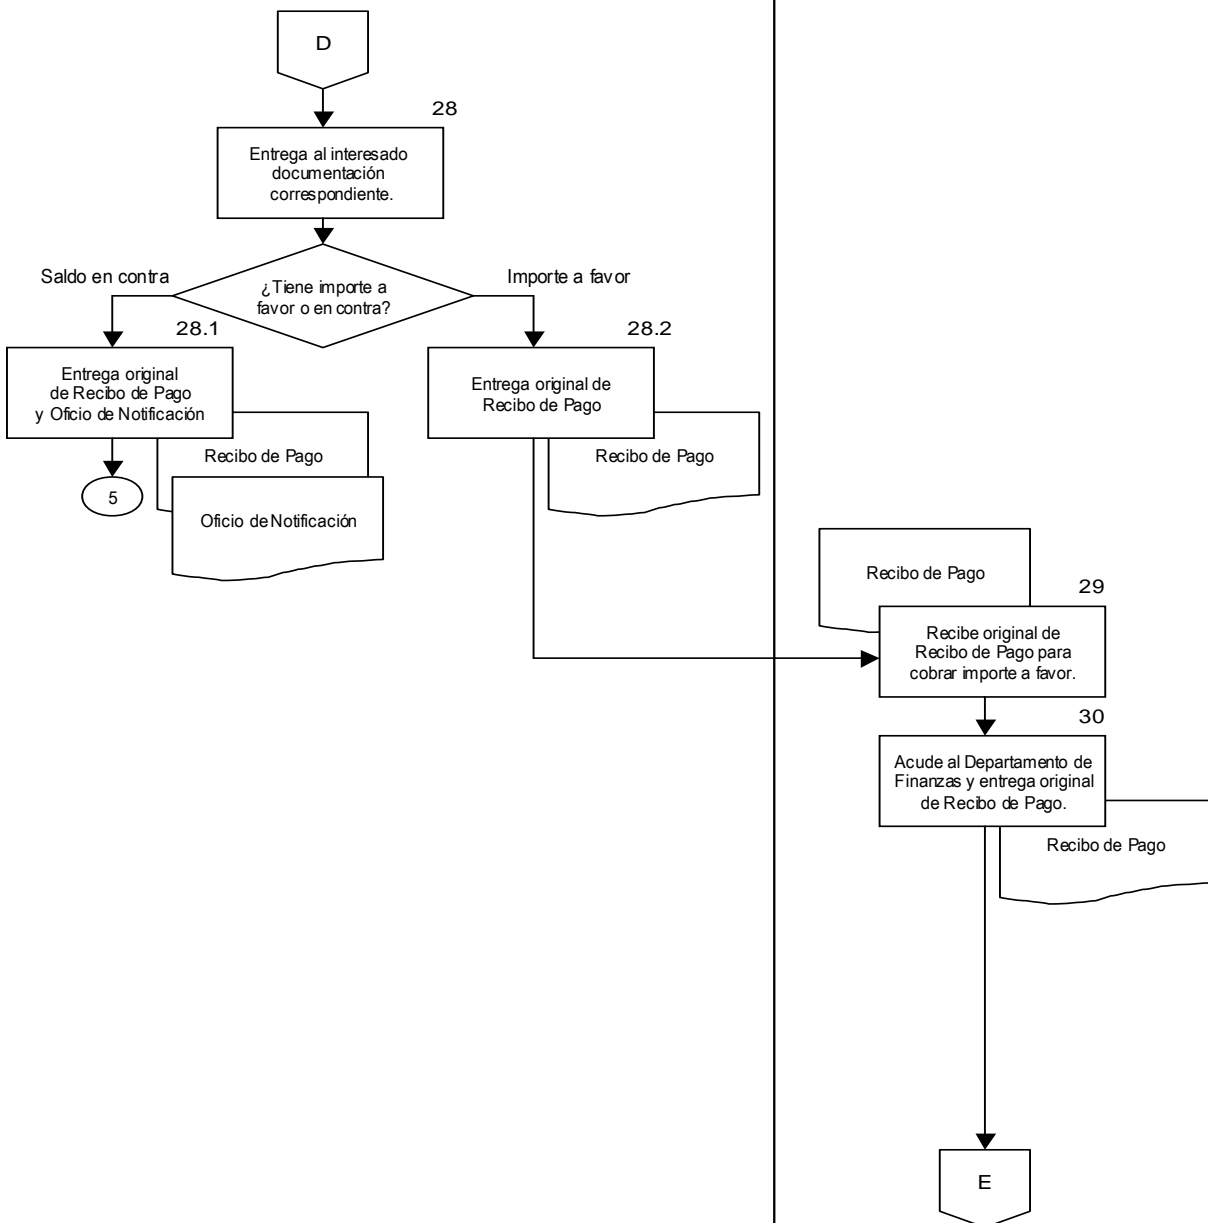 D
28
Entrega al interesado
documentación
correspondiente.
¿Tiene importe a
favor o en contra?
Saldo en contra
Importe a favor
28.1
Entrega original
de Recibo de Pago
y Oficio de Notificación
Recibo de Pago
Oficio de Notificación
5
28.2
Entrega original de
Recibo de Pago
Recibo de Pago
Recibo de Pago
29
Recibe original de
Recibo de Pago para
cobrar importe a favor.
30
Acude al Departamento de
Finanzas y entrega original
de Recibo de Pago.
Recibo de Pago
E